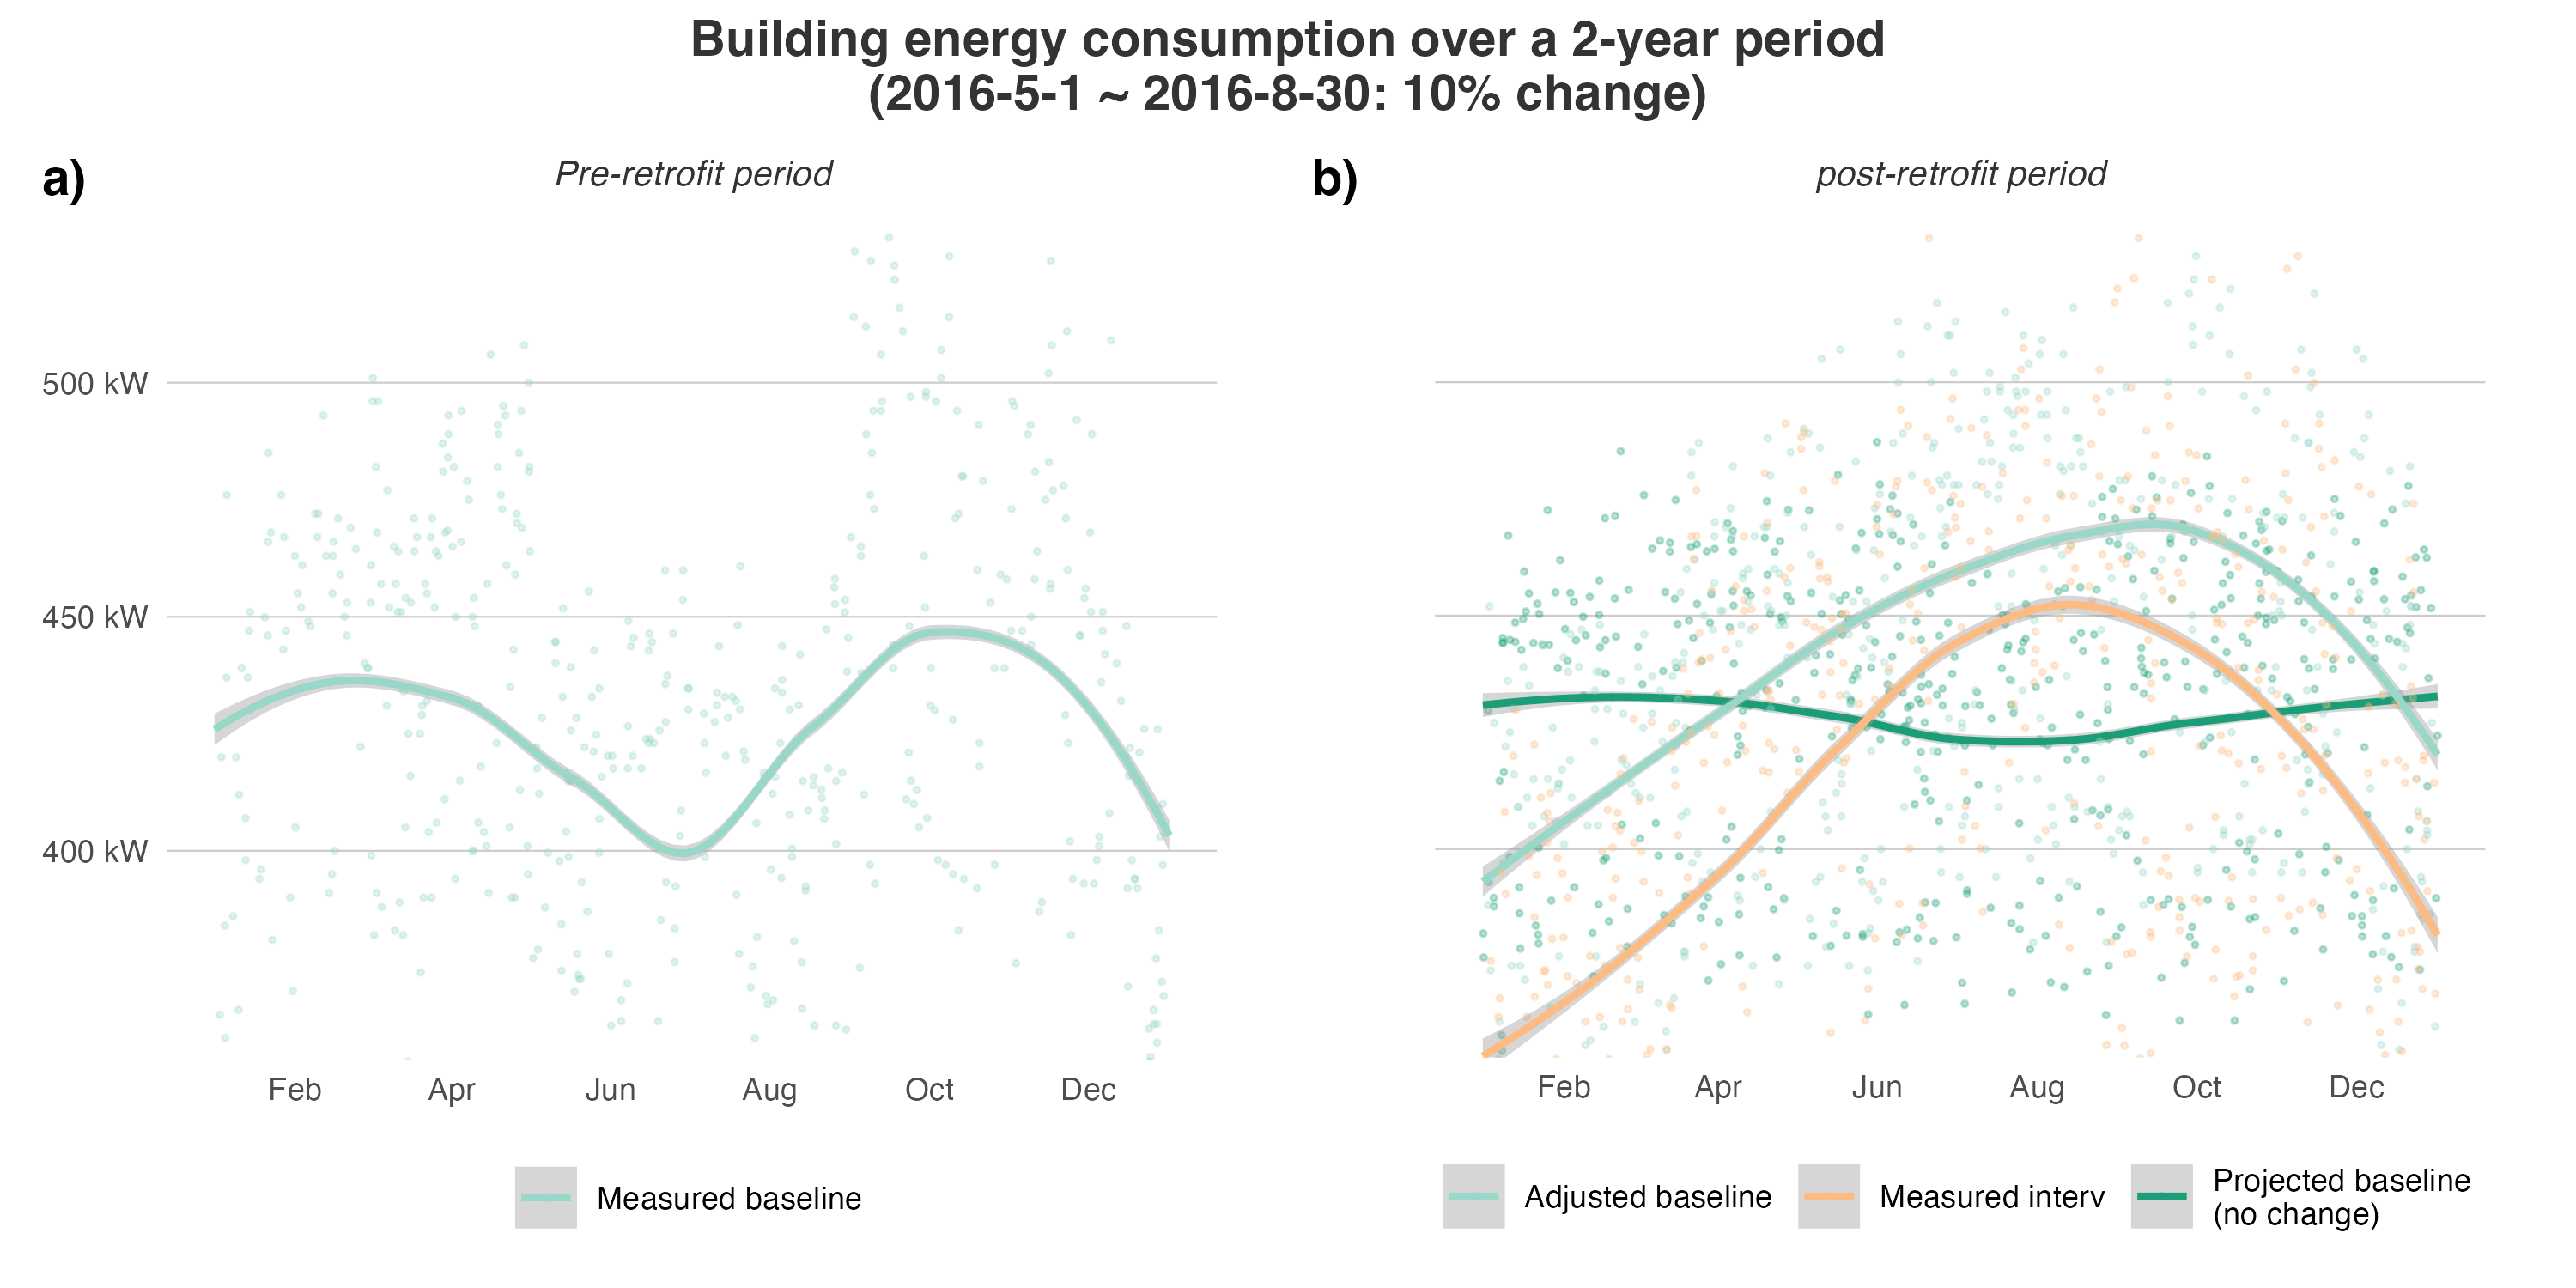 Building energy consumption over a 2-year period
(2016-5-1 ~ 2016-8-30: 10% change)
a)
Pre-retrofit period
500 kW
450 kW
400 kW
Feb Apr Jun Aug Oct Dec
Measured baseline
b)
post-retrofit period
Feb Apr Jun Aug Oct Dec
Adjusted baseline
Measured interv
Projected baseline
(no change)